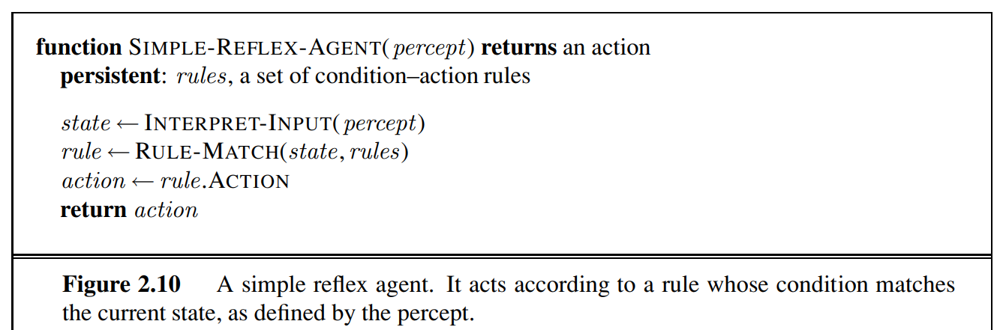 function SIMPLE-REFLEX-AGENT(percept) returns an action
persistent: rules, a set of condition–action rules
state ← INTERPRET-INPUT(percept)
rule ← RULE-MATCH(state, rules)
action ← rule.ACTION
return action
Figure 2.10 A simple reflex agent. It acts according to a rule whose condition matches
the current state, as defined by the percept.